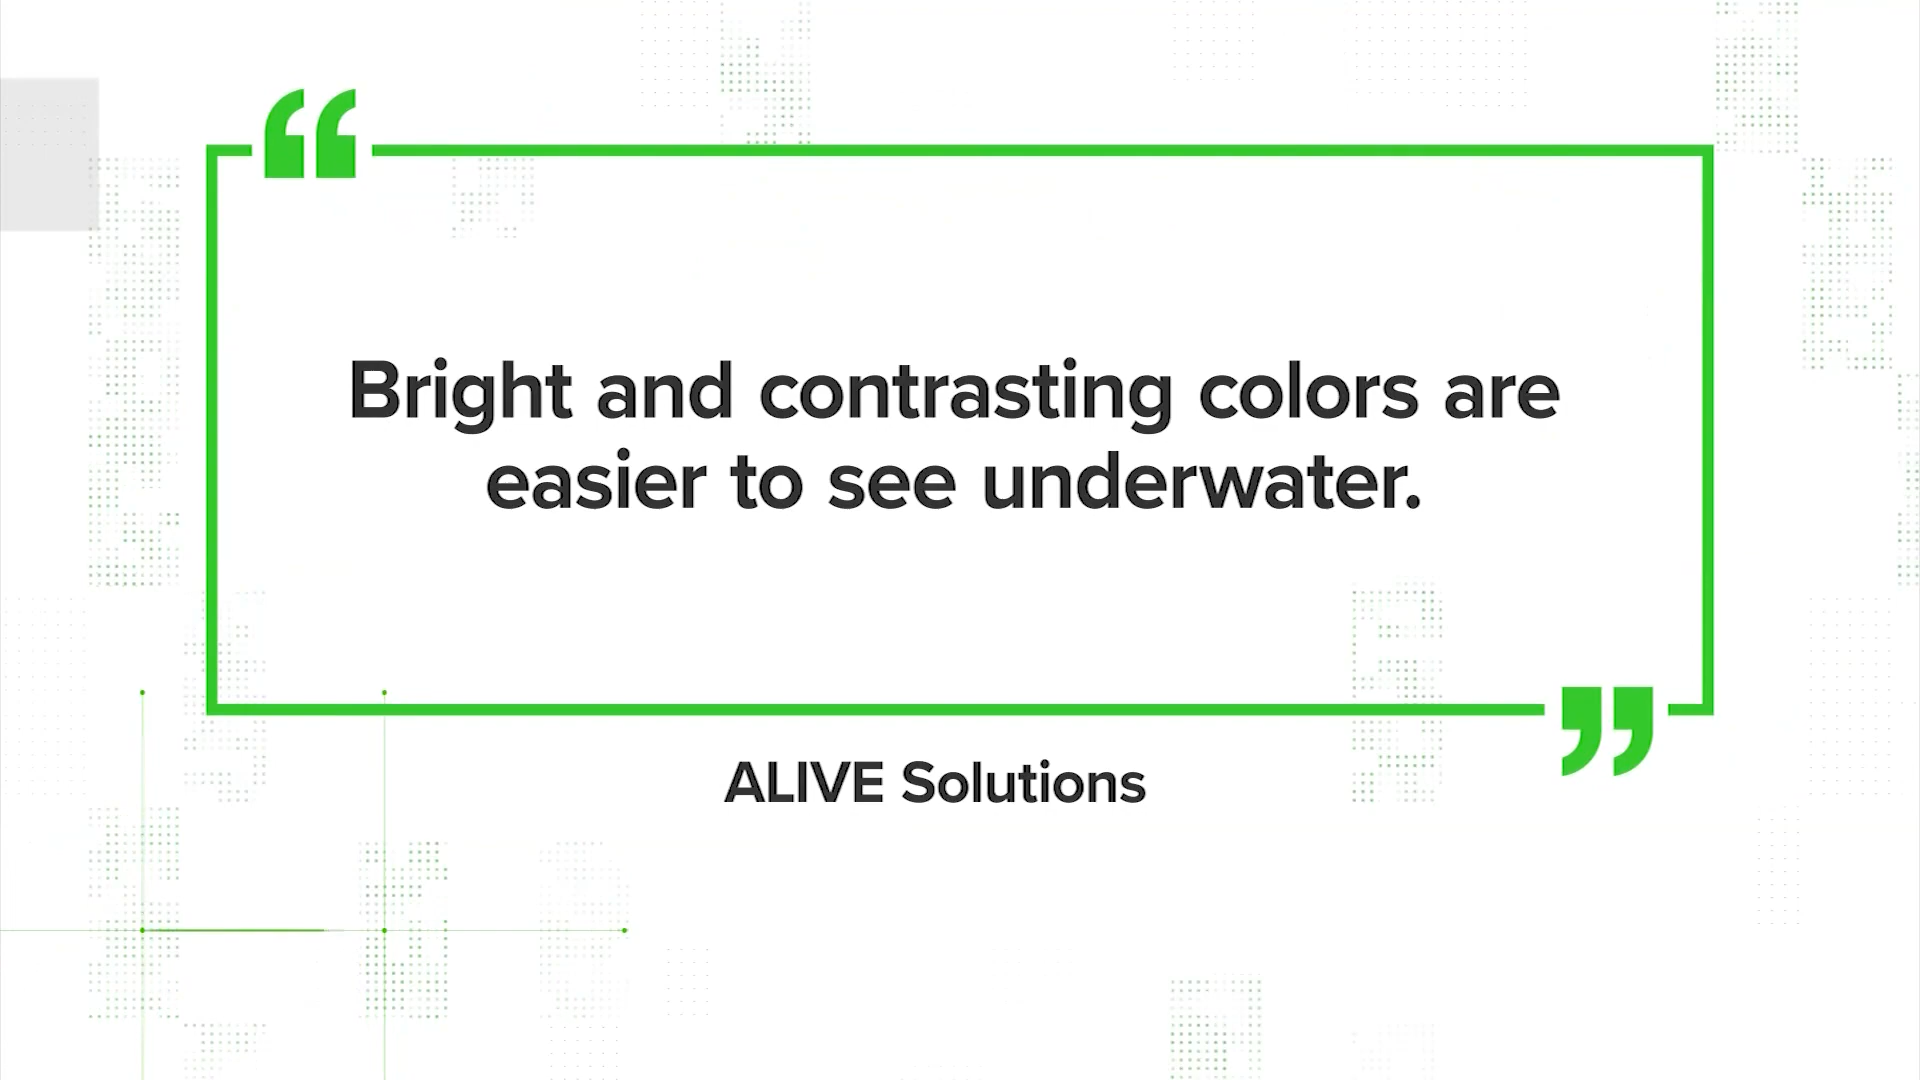 “
Bright and contrasting colors are
easier to see underwater.
”
ALIVE Solutions